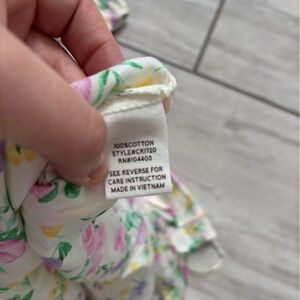 100%COTTON
STYLE#CR1720
RN#104403
SEE REVERSE FOR
CARE INSTRUCTION
MADE IN VIETNAM